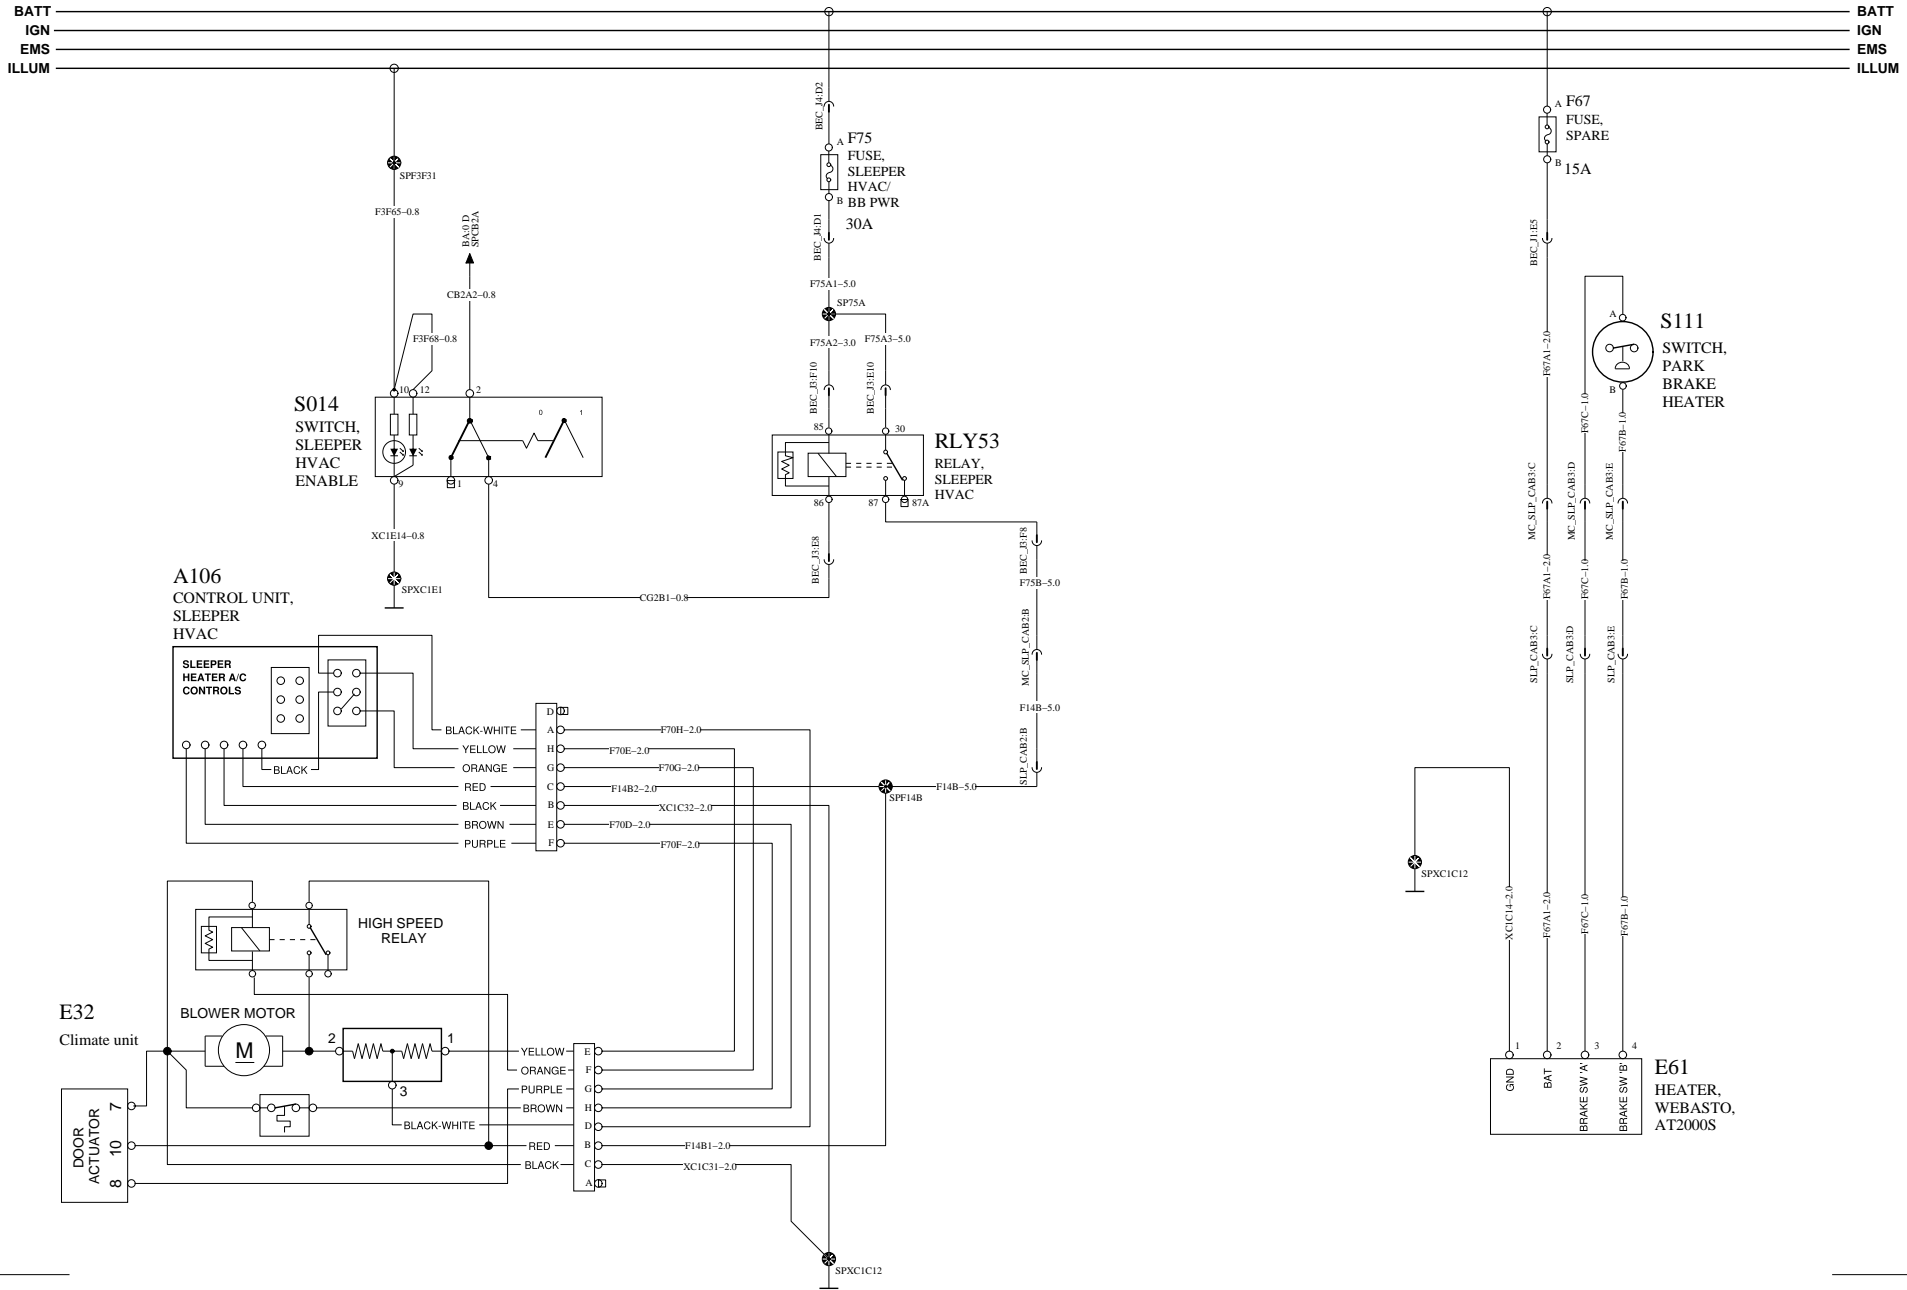 BATT
IGN
EMS
ILLUM
BATT
IGN
EMS
ILLUM
SPF3F31
F3F65-0.8
BA:0 D
SPCB2A
CB2A2-0.8
F3F68-0.8
10
12
2
S014
SWITCH,
SLEEPER
HVAC
ENABLE
0
1
9
1
4
XC1E14-0.8
SPXC1E1
BEC_J4:D2
A
F75
FUSE,
SLEEPER
HVAC/
BB PWR
B
30A
BEC_J4:D1
F75A1-5.0
SP75A
F75A2-3.0
F75A3-5.0
BEC_J3:F10
BEC_J3:E10
85
30
RLY53
RELAY,
SLEEPER
HVAC
86
87
87A
BEC_J3:E8
CG2B1-0.8
BEC_J3:F8
F75B-5.0
MC_SLP_CAB2:B
F14B-5.0
SLP_CAB2:B
F14B-5.0
SPF14B
A
F67
FUSE,
SPARE
B
15A
BEC_J1:E5
F67A1-2.0
A
S111
SWITCH,
PARK
BRAKE
HEATER
B
F67C-1.0
F67B-1.0
MC_SLP_CAB3:C
MC_SLP_CAB3:D
MC_SLP_CAB3:E
F67A1-2.0
F67C-1.0
F67B-1.0
SLP_CAB3:C
SLP_CAB3:D
SLP_CAB3:E
SPXC1C12
XC1C14-2.0
F67A1-2.0
F67C-1.0
F67B-1.0
1
2
3
4
GND
BAT
BRAKE SW 'A'
BRAKE SW 'B'
E61
HEATER,
WEBASTO,
AT2000S
A106
CONTROL UNIT,
SLEEPER
HVAC
SLEEPER
HEATER A/C
CONTROLS
BLACK
D
BLACK-WHITE
A
F70H-2.0
YELLOW
H
F70E-2.0
ORANGE
G
F70G-2.0
RED
C
F14B2-2.0
BLACK
B
XC1C32-2.0
BROWN
E
F70D-2.0
PURPLE
F
F70F-2.0
HIGH SPEED
RELAY
E32
Climate unit
BLOWER MOTOR
M
2
1
3
DOOR
ACTUATOR
7
10
8
YELLOW
E
ORANGE
F
PURPLE
G
BROWN
H
BLACK-WHITE
D
RED
B
F14B1-2.0
BLACK
C
XC1C31-2.0
A
SPXC1C12